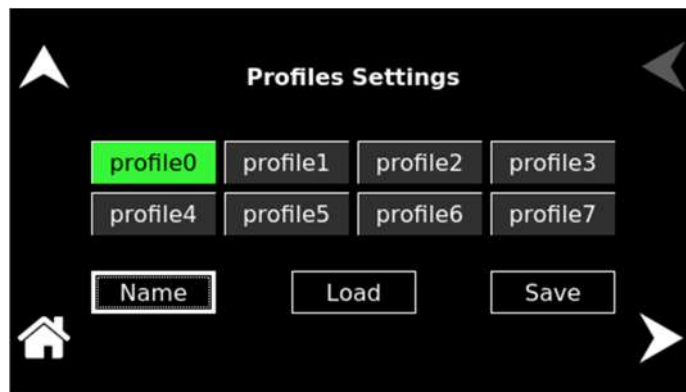 Profiles Settings
profile0 profile1 profile2 profile3
profile4 profile5 profile6 profile7
Name Load Save